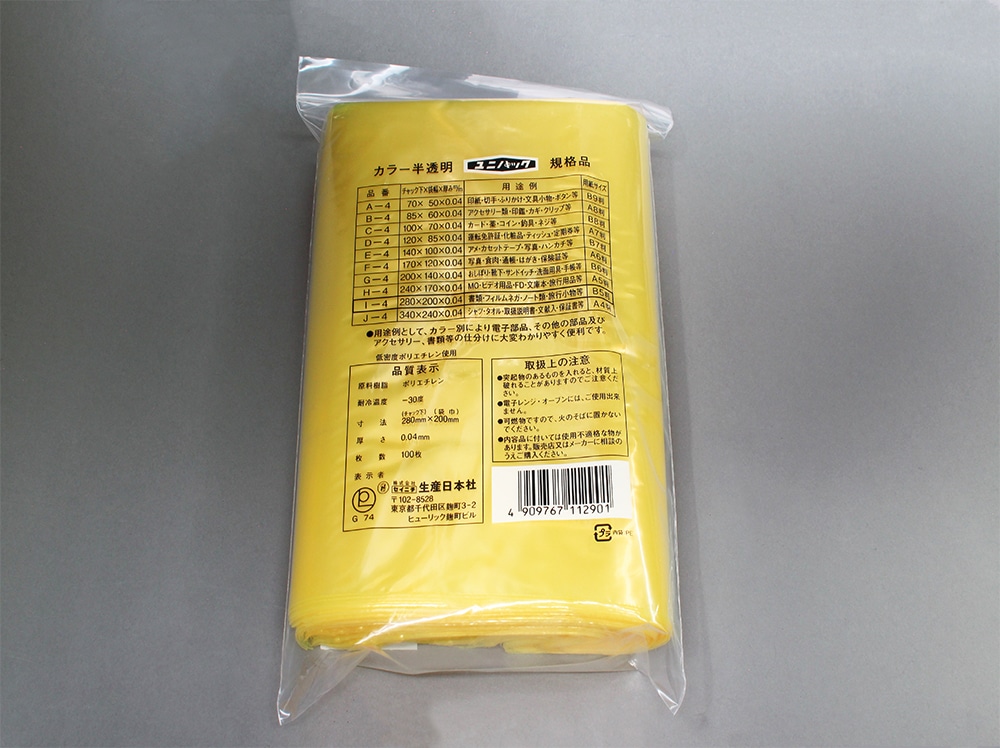 カラー半透明 ユニパック 規格品
品番 チャック下×袋幅×厚み㎜ 用途例 用紙サイズ
A-4 70× 50×0.04 印紙・切手・ふりかけ・文具小物・ボタン等 B9判
B-4 85× 60×0.04 アクセサリー類・印鑑・カギ・クリップ等 A8判
C-4 100× 70×0.04 カード・薬・コイン・釣具・ネジ等 B8判
D-4 120× 85×0.04 運転免許証・化粧品・ティッシュ・定期券等 A7判
E-4 140×100×0.04 アメ・カセットテープ・写真・ハンカチ等 B7判
F-4 170×120×0.04 写真・食肉・通帳・はがき・保険証等 A6判
G-4 200×140×0.04 おしぼり・靴下・サンドイッチ・洗面用具・手帳等 B6判
H-4 240×170×0.04 MO・ビデオ用品・FD・文庫本・旅行用品等 A5判
I-4 280×200×0.04 書類・フィルムネガ・ノート類・旅行小物等 B5判
J-4 340×240×0.04 シャツ・タオル・取扱説明書・文献入・保証書等 A4判
●用途例として、カラー別により電子部品、その他の部品及び
アクセサリー、書類等の仕分けに大変わかりやすく便利です。
低密度ポリエチレン使用
品質表示
原料樹脂 ポリエチレン
耐冷温度 −30度
(チャック下) (袋巾)
寸法 280mm×200mm
厚さ 0.04mm
枚数 100枚
表示者
株式会社 セイニチ 生産日本社
〒102-8528
東京都千代田区麹町3-2
ヒューリック麹町ビル
G 74
取扱上の注意
●突起物のあるものを入れると、材質上
破れることがありますのでご注意くだ
さい。
●電子レンジ・オーブンには、ご使用出来
ません。
●可燃物ですので、火のそばに置かない
でください。
●内容品に付いては使用不適格な物が
あります。販売店又はメーカーに相談の
うえご購入ください。
4 909767 112901
プラ 内袋 PE